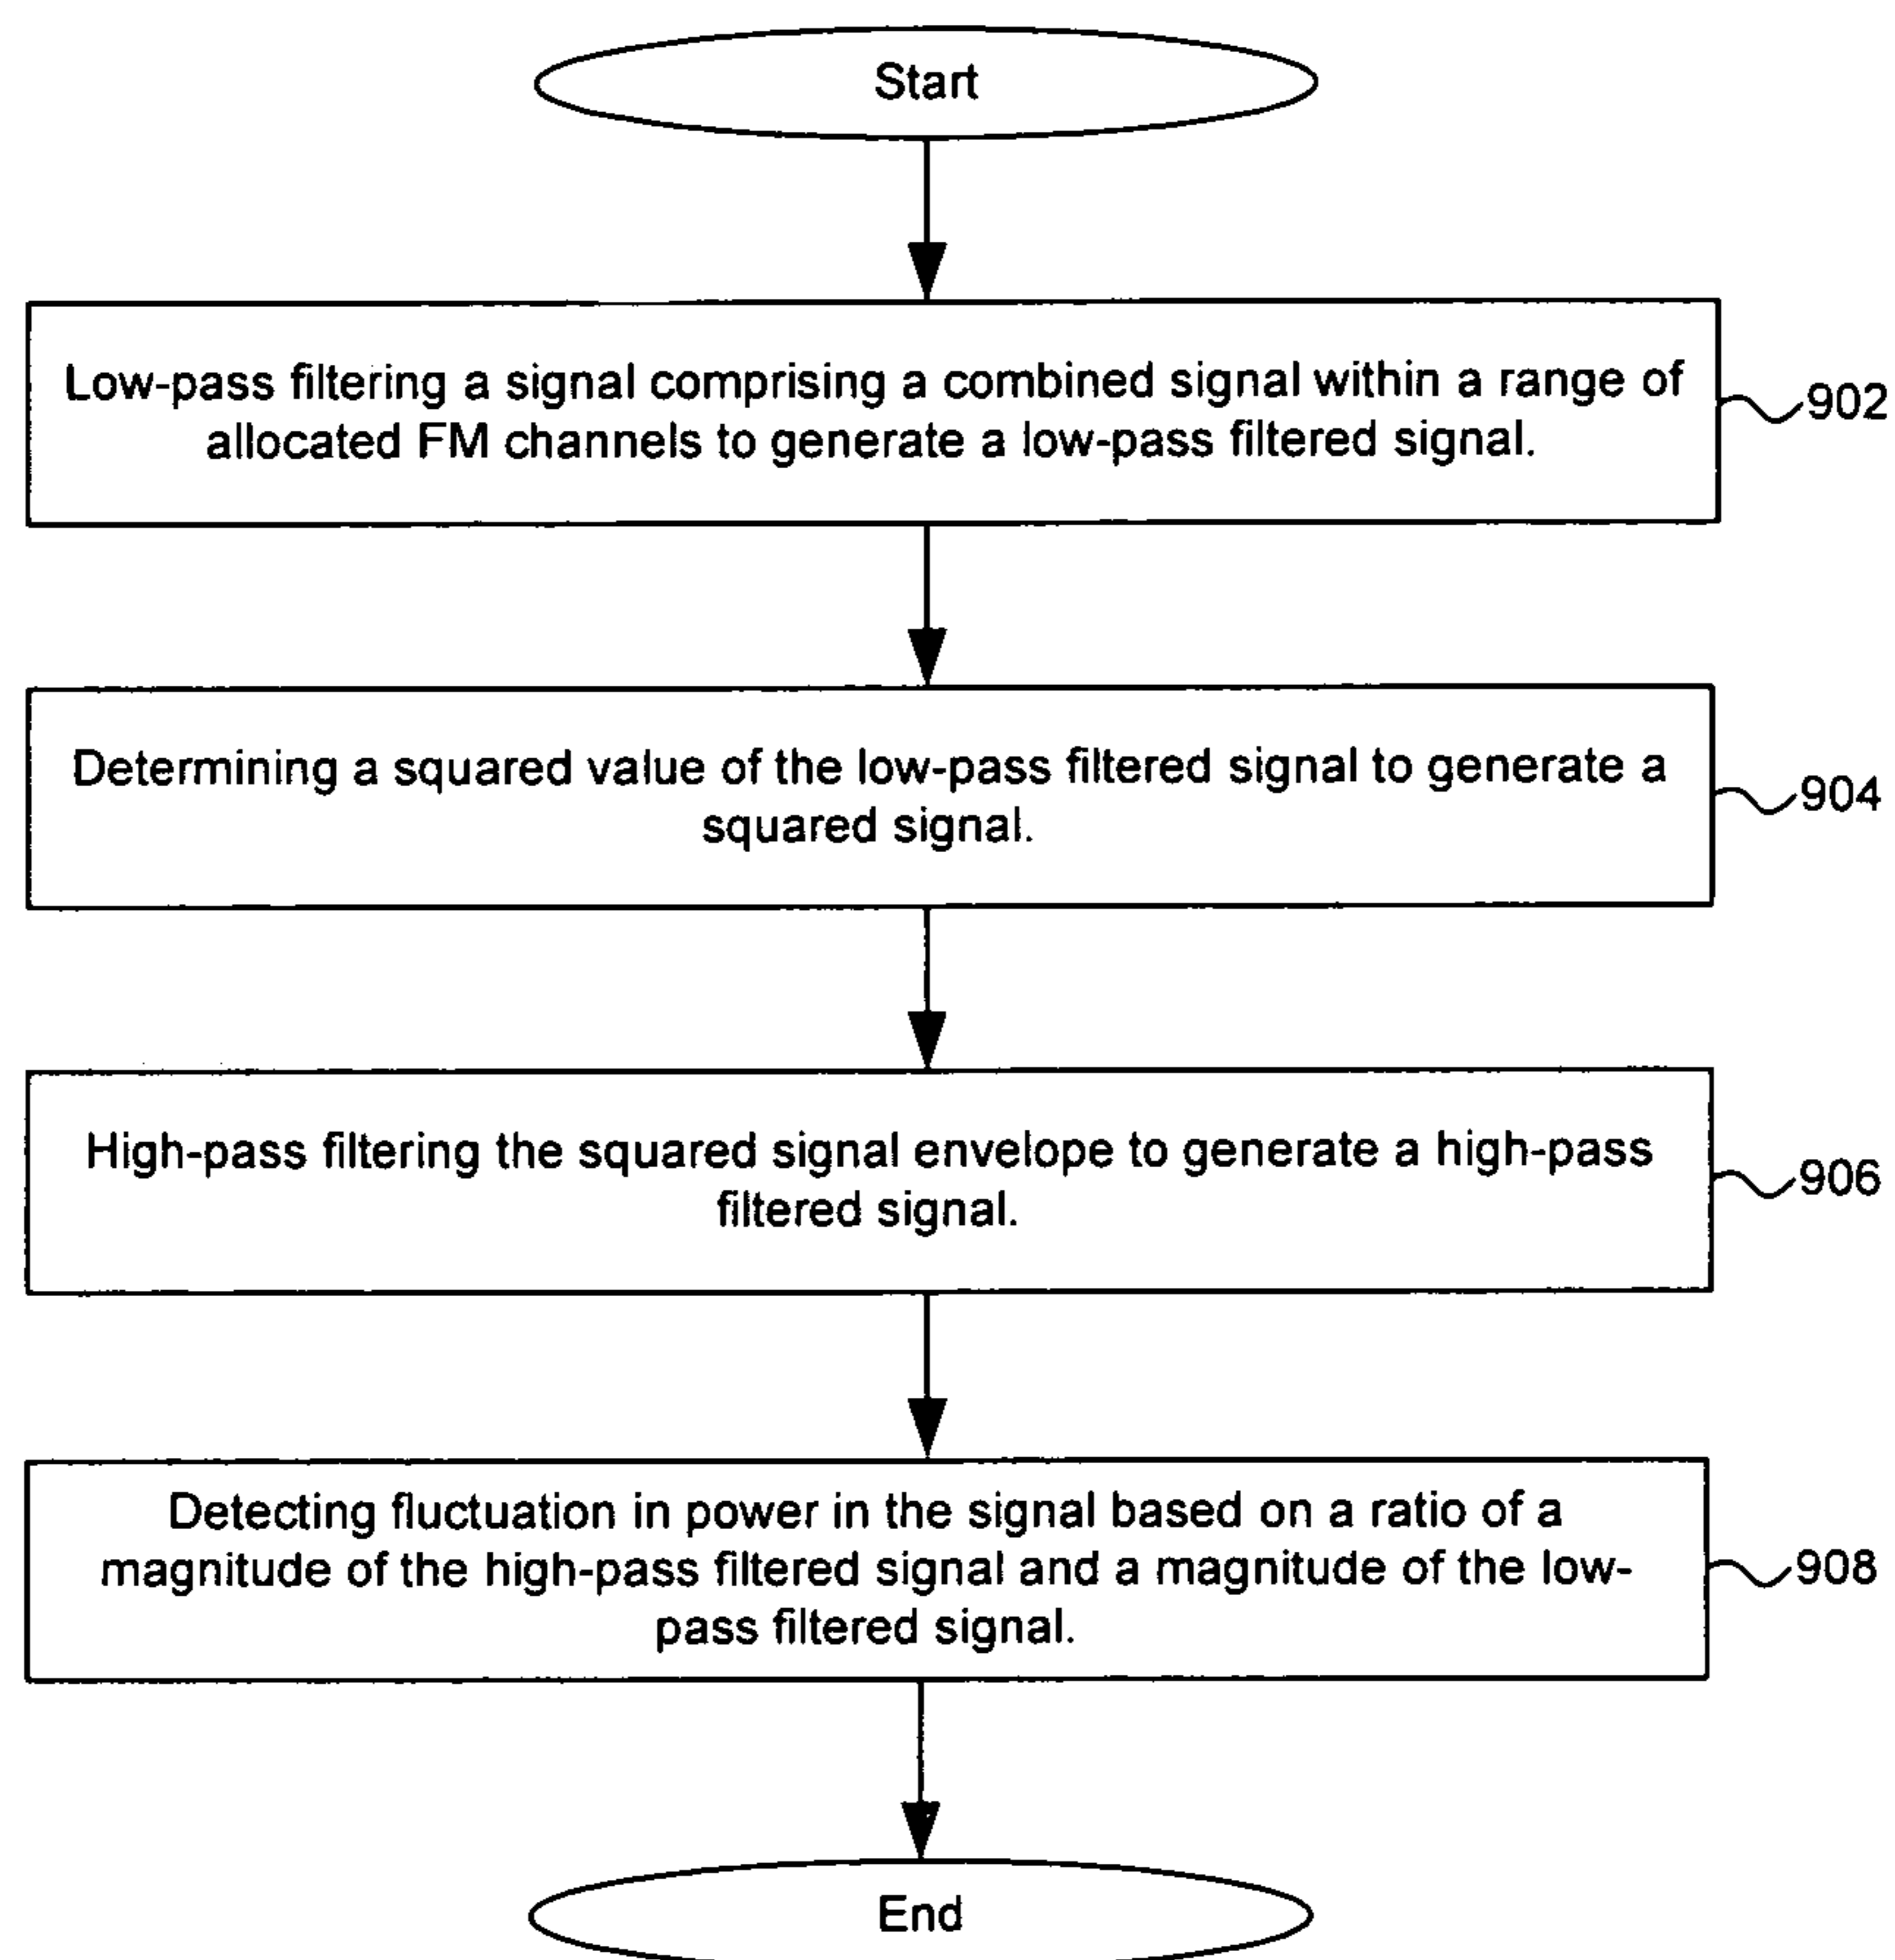 Start
Low-pass filtering a signal comprising a combined signal within a range of
allocated FM channels to generate a low-pass filtered signal.
902
Determining a squared value of the low-pass filtered signal to generate a
squared signal.
904
High-pass filtering the squared signal envelope to generate a high-pass
filtered signal.
906
Detecting fluctuation in power in the signal based on a ratio of a
magnitude of the high-pass filtered signal and a magnitude of the low-
pass filtered signal.
908
End